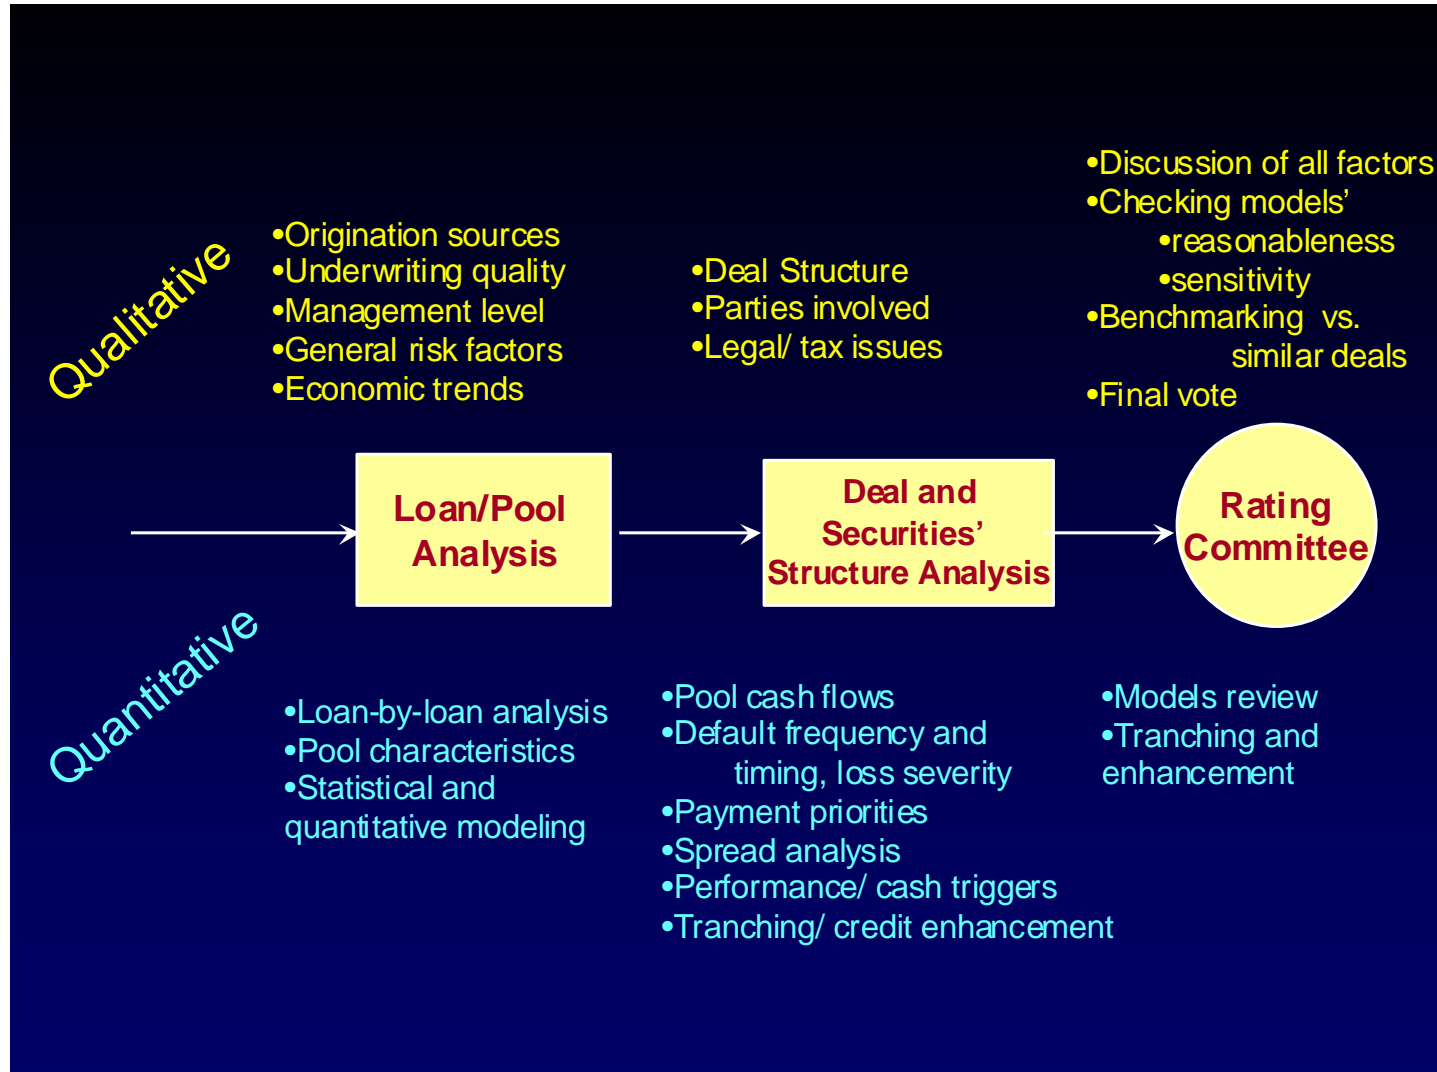 Qualitative
•Origination sources
•Underwriting quality
•Management level
•General risk factors
•Economic trends
•Deal Structure
•Parties involved
•Legal/ tax issues
•Discussion of all factors
•Checking models’
•reasonableness
•sensitivity
•Benchmarking vs.
similar deals
•Final vote
Loan/Pool
Analysis
Deal and
Securities’
Structure Analysis
Rating
Committee
Quantitative
•Loan-by-loan analysis
•Pool characteristics
•Statistical and
quantitative modeling
•Pool cash flows
•Default frequency and
timing, loss severity
•Payment priorities
•Spread analysis
•Performance/ cash triggers
•Tranching/ credit enhancement
•Models review
•Tranching and
enhancement